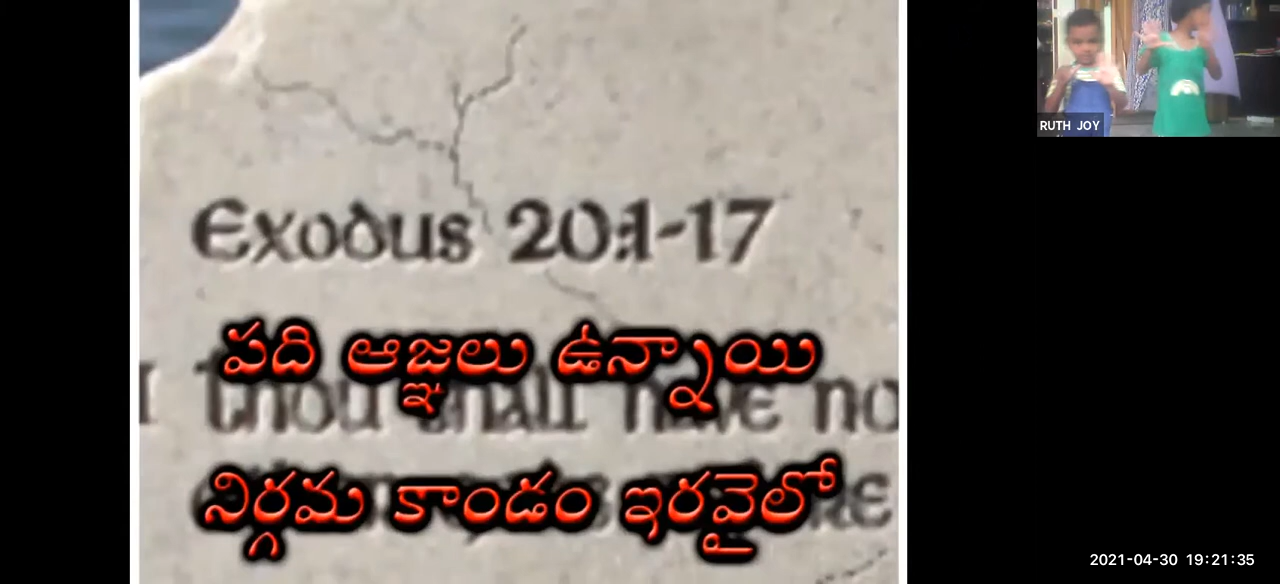 Exodus 20:1-17
పది ఆజ్ఞలు ఉన్నాయి
I thou shall have no
నిర్గమ కాండం ఇరవైలో
RUTH JOY
2021-04-30 19:21:35